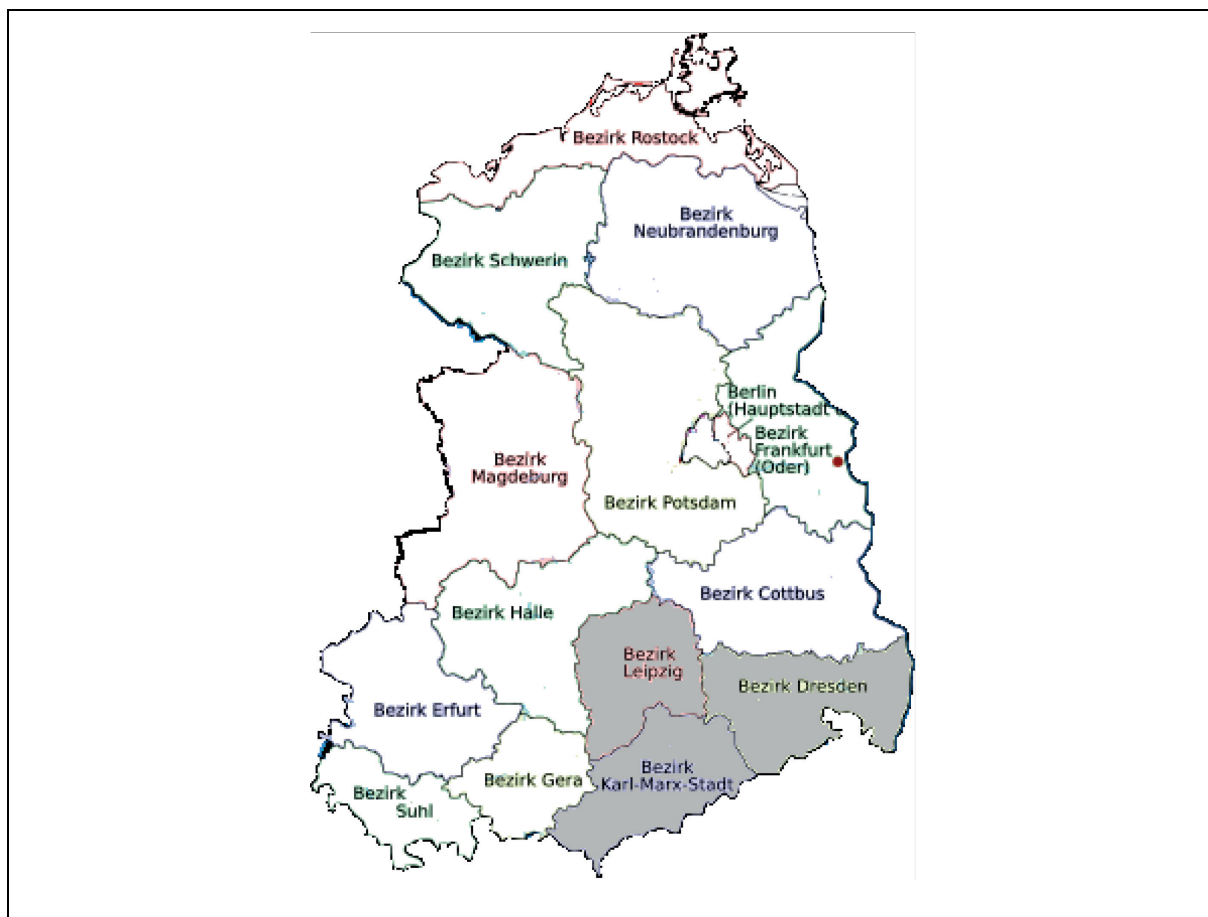 Bezirk Rostock
Bezirk
Neubrandenburg
Bezirk Schwerin
Berlin
(Hauptstadt
Bezirk
Frankfurt
(Oder)
Bezirk
Magdeburg
Bezirk Potsdam
Bezirk Cottbus
Bezirk Halle
Bezirk
Leipzig
Bezirk Dresden
Bezirk Erfurt
Bezirk Gera
Bezirk
Karl-Marx-Stadt
Bezirk
Suhl